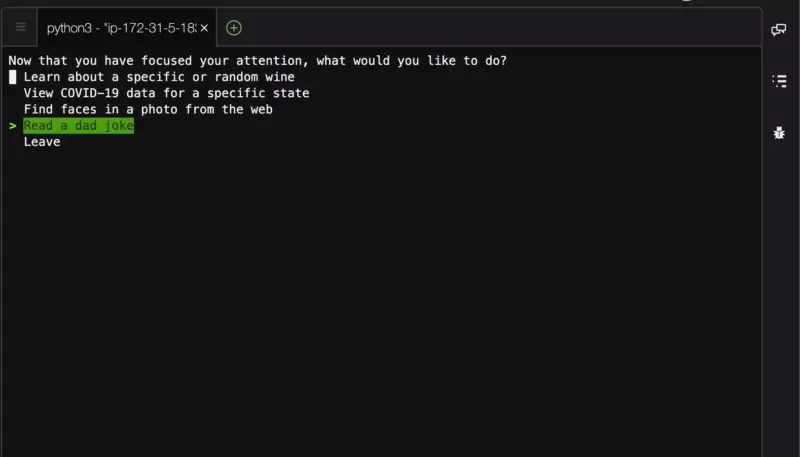 python3 - "ip-172-31-5-18
Now that you have focused your attention, what would you like to do?
Learn about a specific or random wine
View COVID-19 data for a specific state
Find faces in a photo from the web
> Read a dad joke
Leave